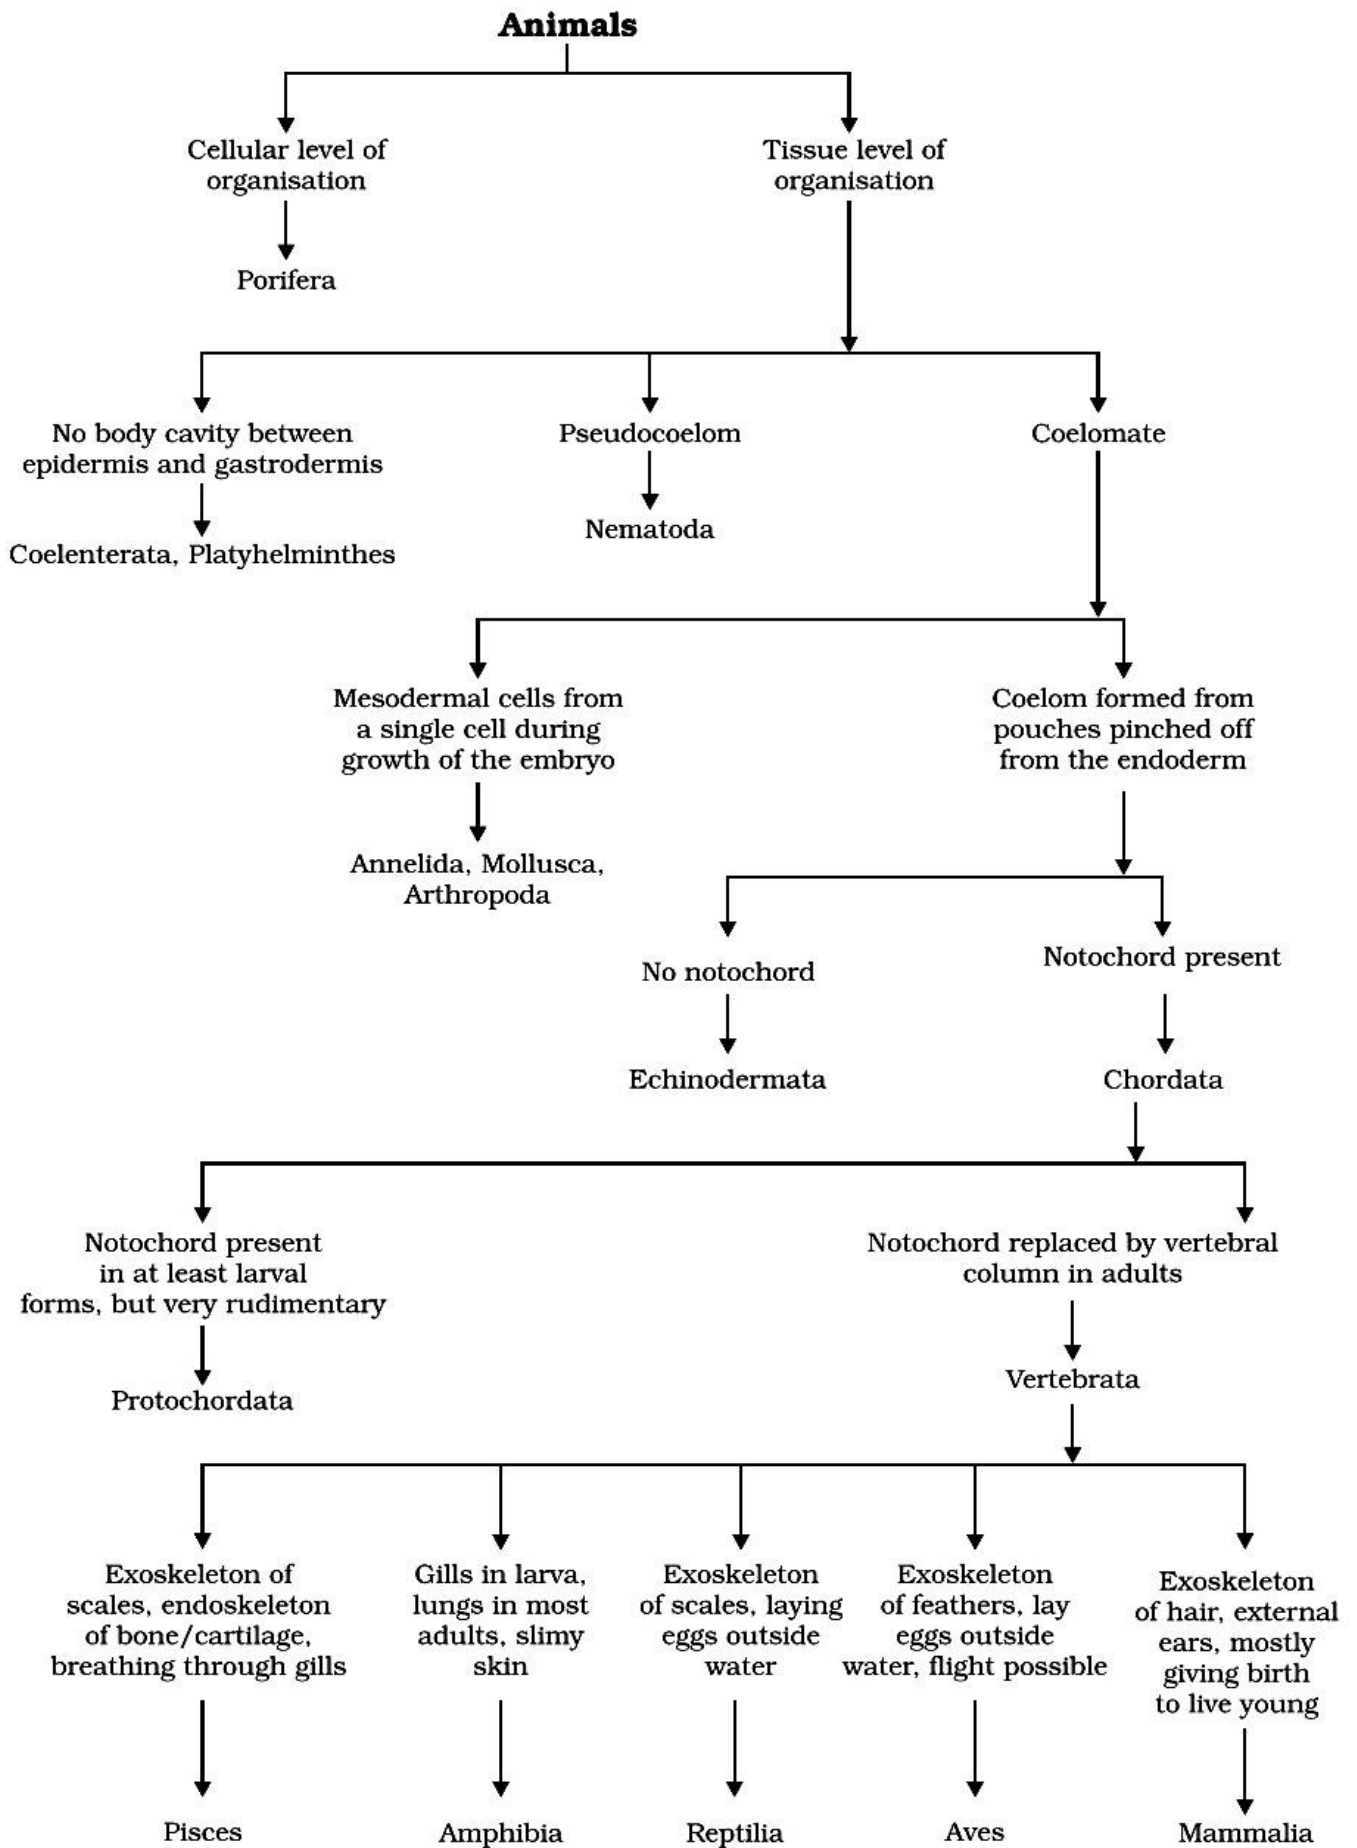 Animals
Cellular level of
organisation
Tissue level of
organisation
Porifera
No body cavity between
epidermis and gastrodermis
Pseudocoelom
Coelomate
Nematoda
Coelenterata, Platyhelminthes
Mesodermal cells from
a single cell during
growth of the embryo
Coelom formed from
pouches pinched off
from the endoderm
Annelida, Mollusca,
Arthropoda
No notochord
Notochord present
Echinodermata
Chordata
Notochord present
in at least larval
forms, but very rudimentary
Notochord replaced by vertebral
column in adults
Protochordata
Vertebrata
Exoskeleton of
scales, endoskeleton
of bone/cartilage,
breathing through gills
Gills in larva,
lungs in most
adults, slimy
skin
Exoskeleton
of scales, laying
eggs outside
water
Exoskeleton
of feathers, lay
eggs outside
water, flight possible
Exoskeleton
of hair, external
ears, mostly
giving birth
to live young
Pisces
Amphibia
Reptilia
Aves
Mammalia